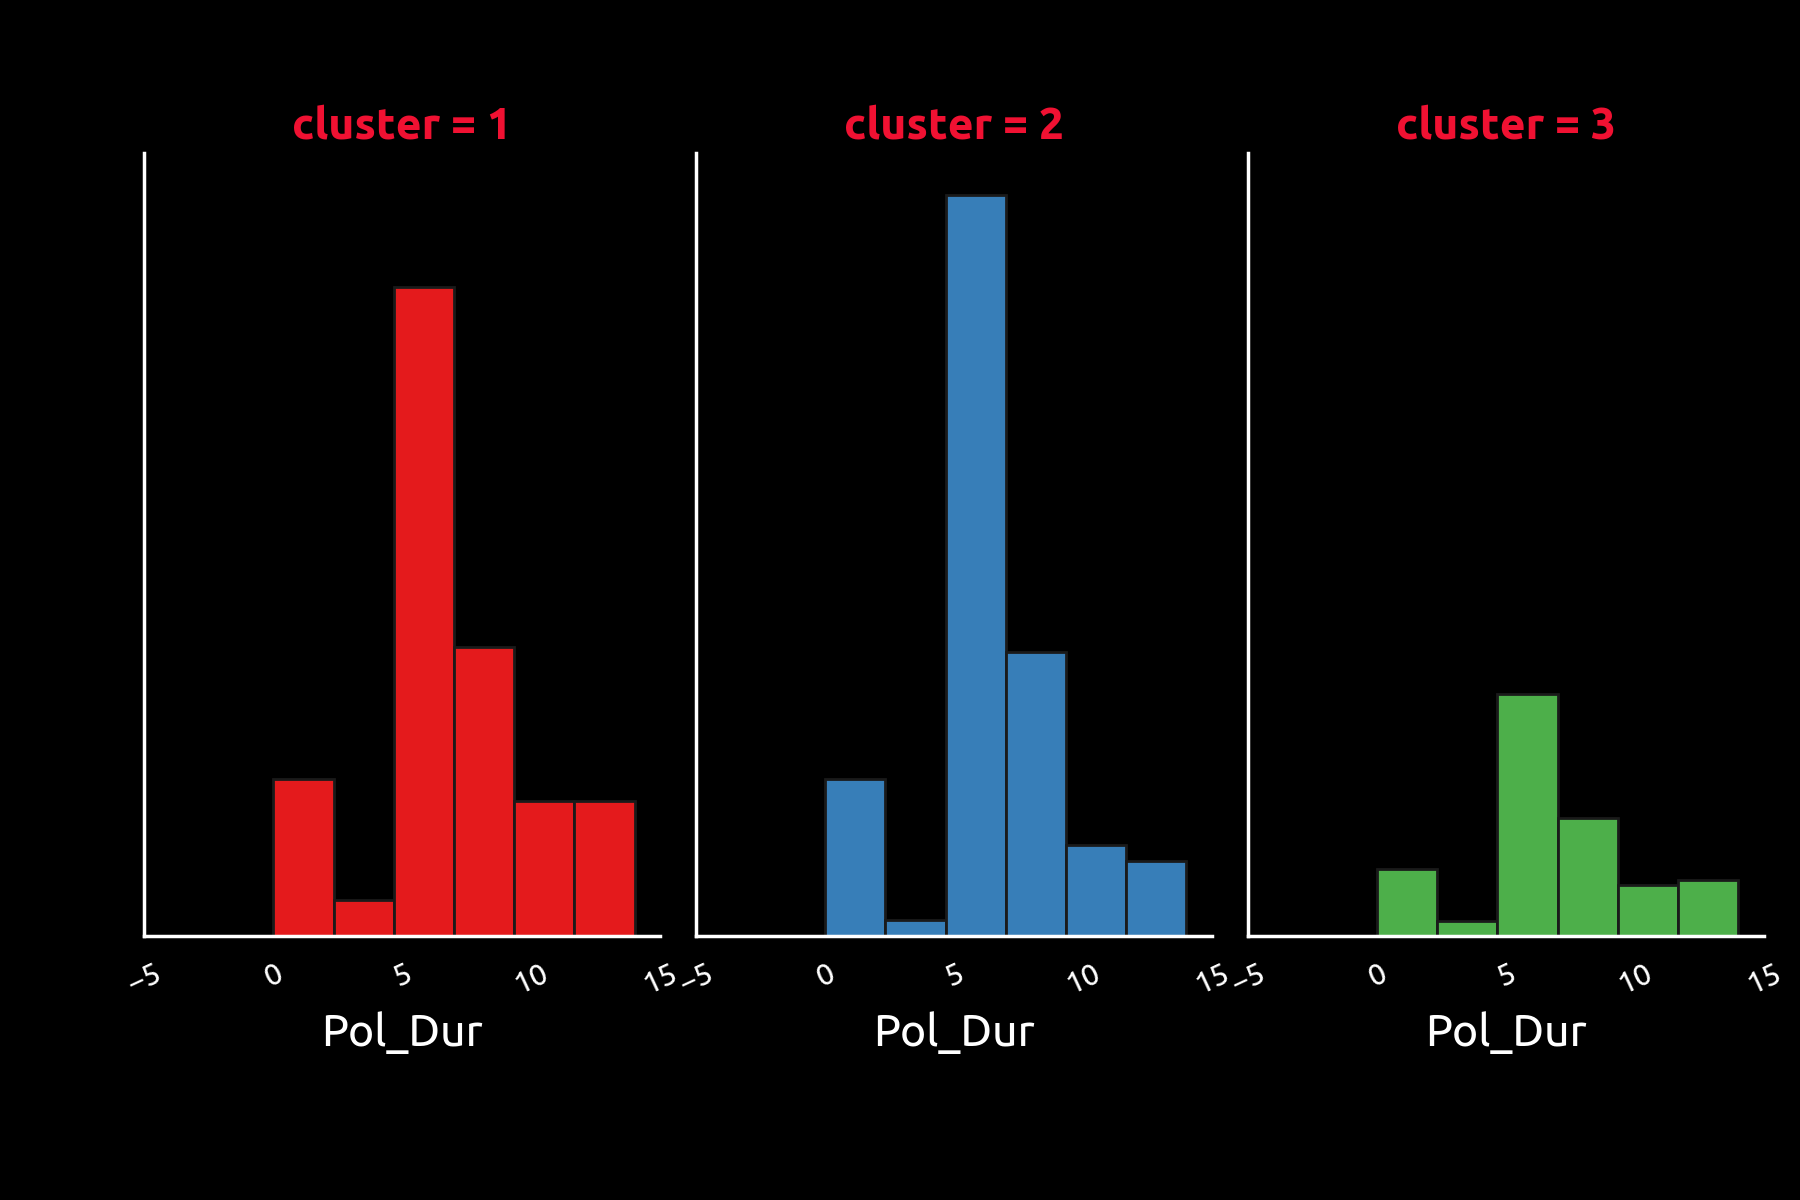 cluster = 1 cluster = 2 cluster = 3
−5 0 5 10 15 −5 0 5 10 15 −5 0 5 10 15
Pol_Dur Pol_Dur Pol_Dur